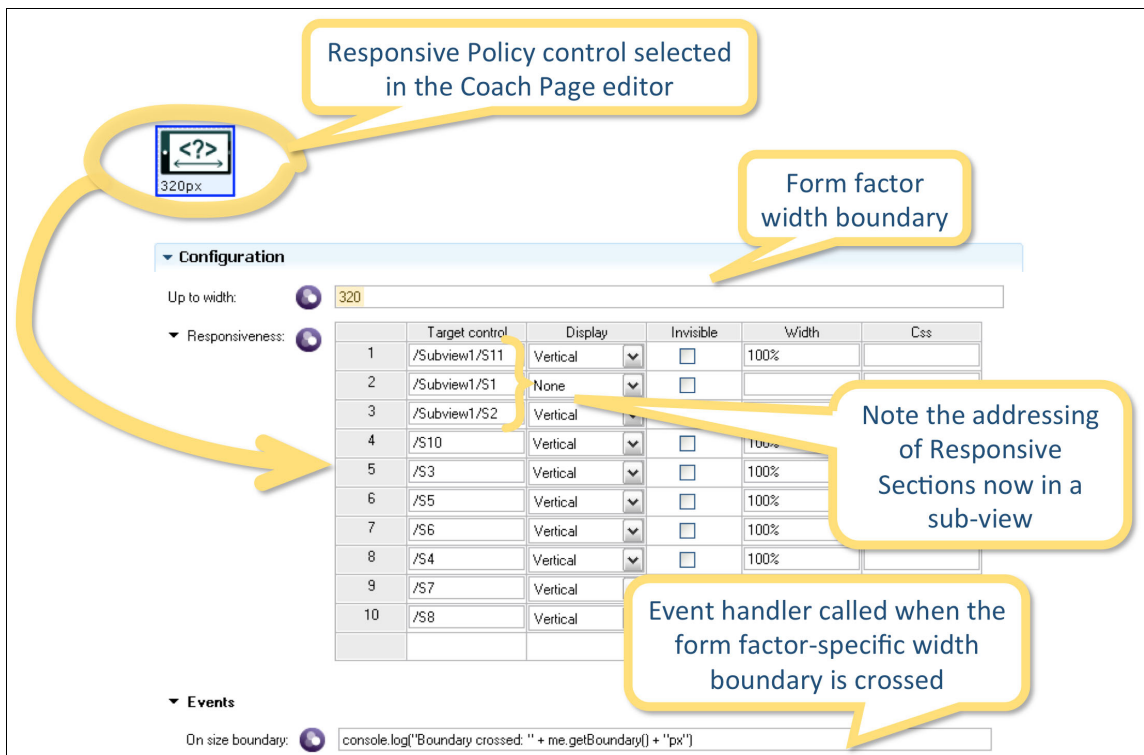 Responsive Policy control selected
in the Coach Page editor
<?>
320px
Form factor
width boundary
Configuration
Up to width: 320
Responsiveness:
Target control Display Invisible Width Css
1 /Subview1/S11 Vertical 100%
2 /Subview1/S1 None
3 /Subview1/S2 Vertical
4 /S10 Vertical 100%
5 /S3 Vertical 100%
6 /S5 Vertical 100%
7 /S6 Vertical 100%
8 /S4 Vertical 100%
9 /S7 Vertical
10 /S8 Vertical
Note the addressing
of Responsive
Sections now in a
sub-view
Event handler called when the
form factor-specific width
boundary is crossed
Events
On size boundary: console.log("Boundary crossed: " + me.getBoundary() + "px")